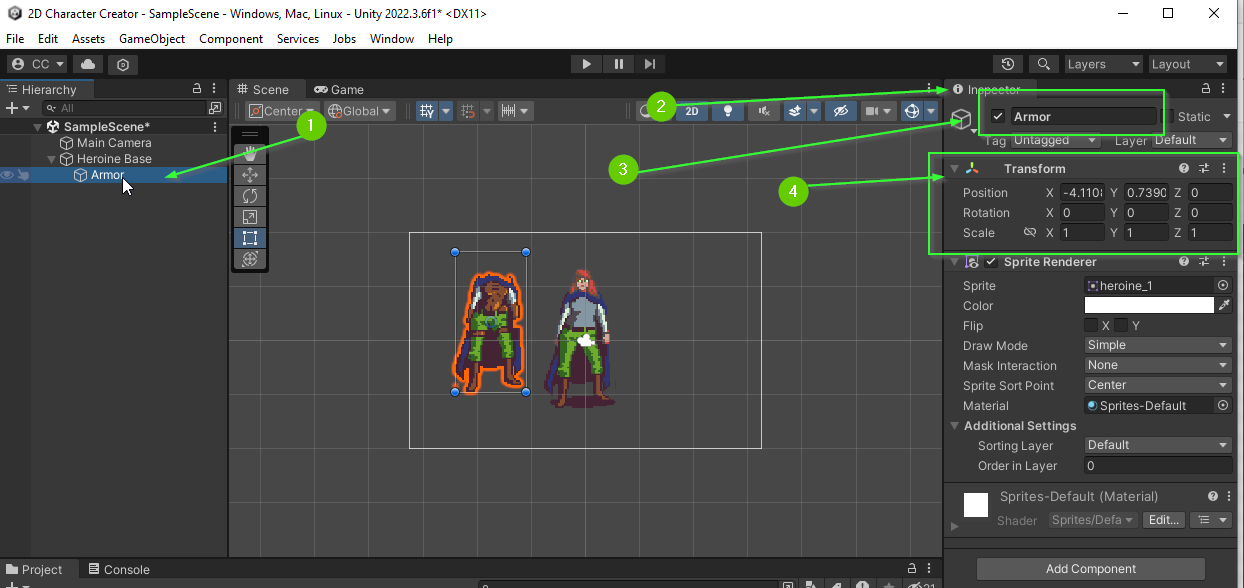 2D Character Creator - SampleScene - Windows, Mac, Linux - Unity 2022.3.6f1* <DX11>
File Edit Assets GameObject Component Services Jobs Window Help
CC Layers Layout
Hierarchy Scene Game Inspector
All Center Global 2D Armor Static
SampleScene*
Main Camera Tag Untagged Layer Default
Heroine Base
Armor
1
2
3
4
Transform
Position X -4.1108 Y 0.7390 Z 0
Rotation X 0 Y 0 Z 0
Scale X 1 Y 1 Z 1
Sprite Renderer
Sprite heroine_1
Color
Flip X Y
Draw Mode Simple
Mask Interaction None
Sprite Sort Point Center
Material Sprites-Default
Additional Settings
Sorting Layer Default
Order in Layer 0
Sprites-Default (Material)
Shader Sprites/Defa Edit...
Add Component
Project Console
21